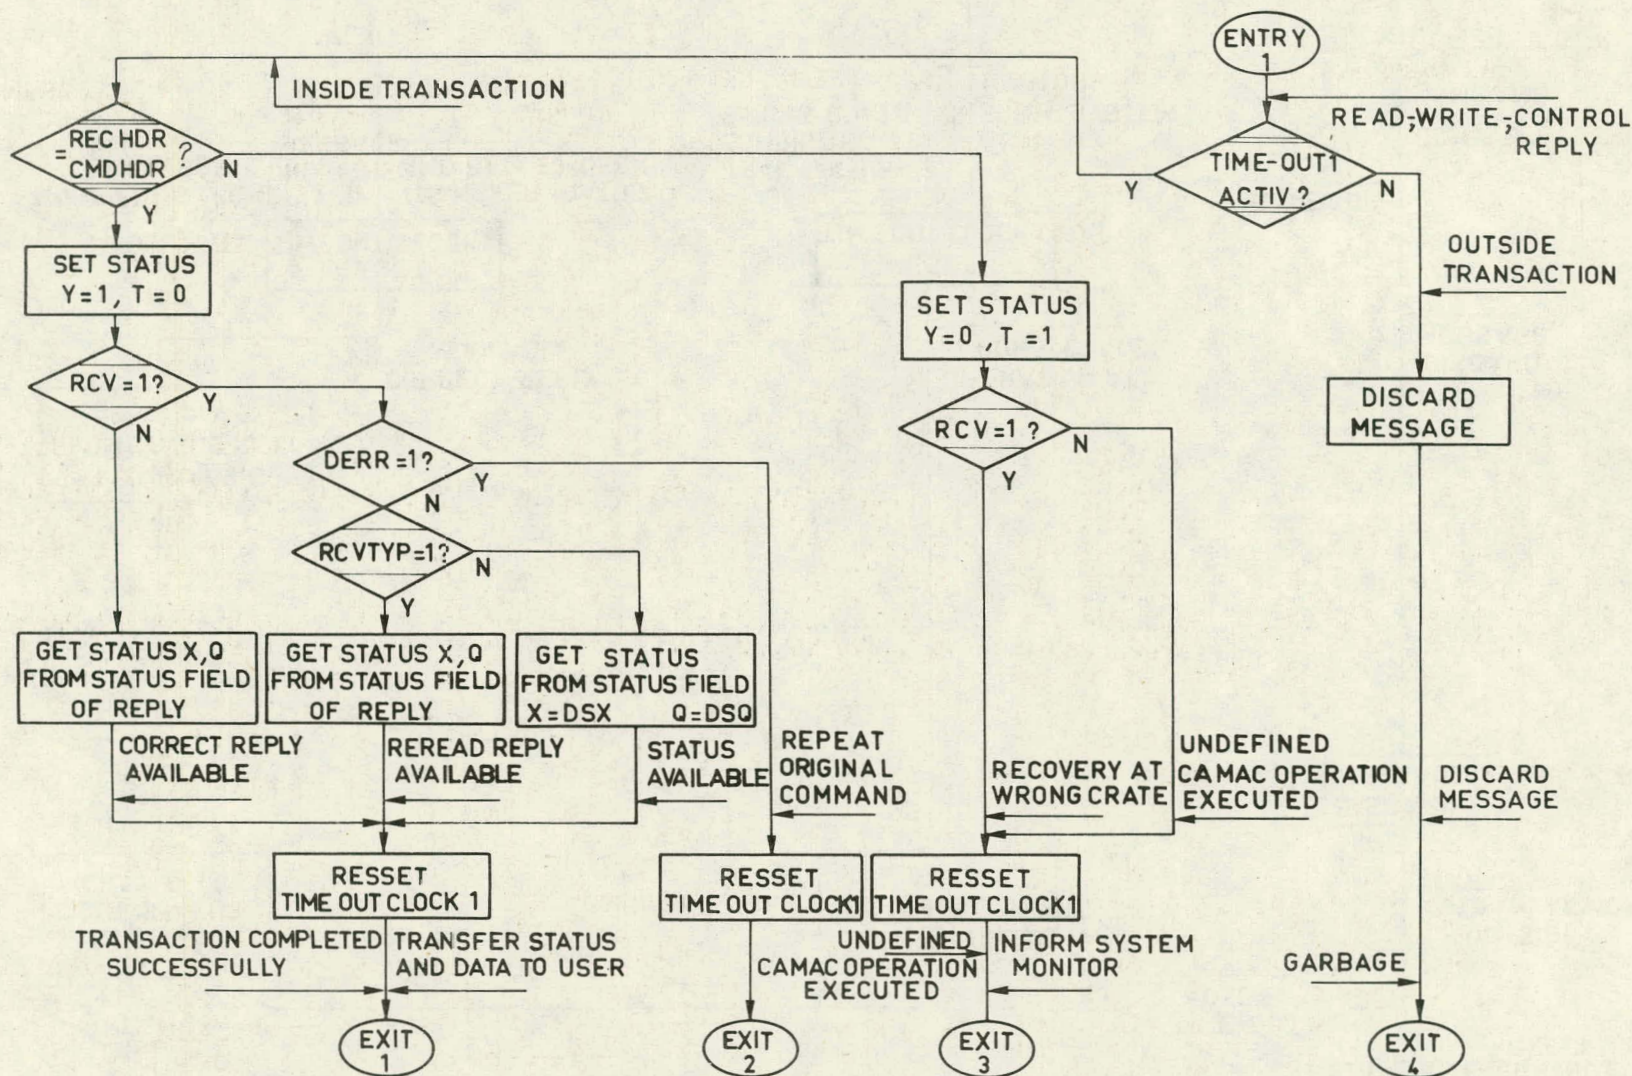 ENTRY
1
INSIDE TRANSACTION
READ-,WRITE-,CONTROL
REPLY
= REC HDR ?
CMDHDR
N
Y
TIME-OUT1
ACTIV ?
Y
N
OUTSIDE
TRANSACTION
SET STATUS
Y=1, T=0
SET STATUS
Y=0, T=1
RCV=1?
Y
N
DISCARD
MESSAGE
RCV=1?
N
Y
DERR=1?
Y
N
RCVTYP=1?
N
Y
GET STATUS X,Q
FROM STATUS FIELD
OF REPLY
GET STATUS X,Q
FROM STATUS FIELD
OF REPLY
GET STATUS
FROM STATUS FIELD
X=DSX Q=DSQ
CORRECT REPLY
AVAILABLE
REREAD REPLY
AVAILABLE
STATUS
AVAILABLE
REPEAT
ORIGINAL
COMMAND
RECOVERY AT
WRONG CRATE
UNDEFINED
CAMAC OPERATION
EXECUTED
DISCARD
MESSAGE
RESSET
TIME OUT CLOCK 1
RESSET
TIME OUT CLOCK1
RESSET
TIME OUT CLOCK1
TRANSACTION COMPLETED
SUCCESSFULLY
TRANSFER STATUS
AND DATA TO USER
UNDEFINED
CAMAC OPERATION
EXECUTED
INFORM SYSTEM
MONITOR
GARBAGE
EXIT
1
EXIT
2
EXIT
3
EXIT
4